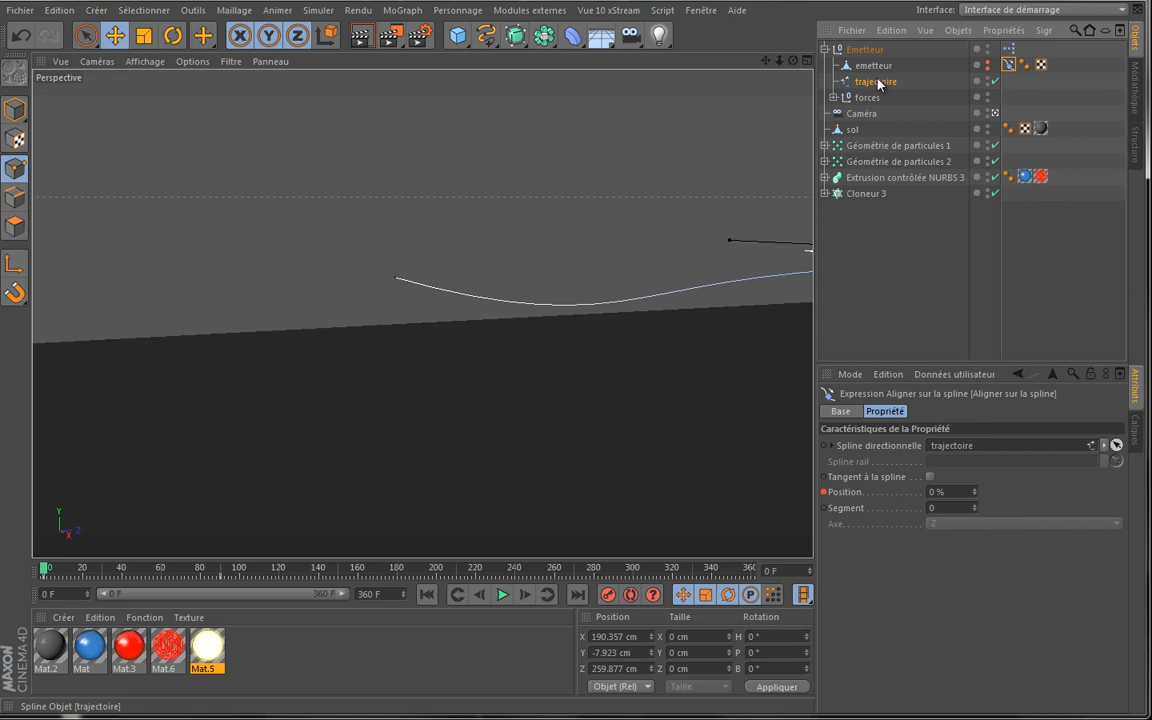 Fichier Edition Créer Sélectionner Outils Maillage Animer Simuler Rendu MoGraph Personnage Modules externes Vue 10 xStream Script Fenêtre Aide
Interface: Interface de démarrage
Fichier Edition Vue Objets Propriétés Sigr
Vue Caméras Affichage Options Filtre Panneau
Perspective
Emetteur
emetteur
trajectoire
forces
Caméra
sol
Géométrie de particules 1
Géométrie de particules 2
Extrusion contrôlée NURBS 3
Cloneur 3
Objets
Médiathèque
Structure
Mode Edition Données utilisateur
Expression Aligner sur la spline [Aligner sur la spline]
Base Propriété
Caractéristiques de la Propriété
Spline directionnelle trajectoire
Spline rail
Tangent à la spline
Position 0 %
Segment 0
Axe Z
Attributs
Calques
Y
Z
X
0 20 40 60 80 100 120 140 160 180 200 220 240 260 280 300 320 340 360
0 F
0 F 0 F 360 F 360 F
Créer Edition Fonction Texture
Mat.2 Mat Mat.3 Mat.6 Mat.5
Position Taille Rotation
X 190.357 cm X 0 cm H 0 °
Y -7.923 cm Y 0 cm P 0 °
Z 259.877 cm Z 0 cm B 0 °
Objet (Rel) Taille Appliquer
MAXON
CINEMA4D
Spline Objet [trajectoire]